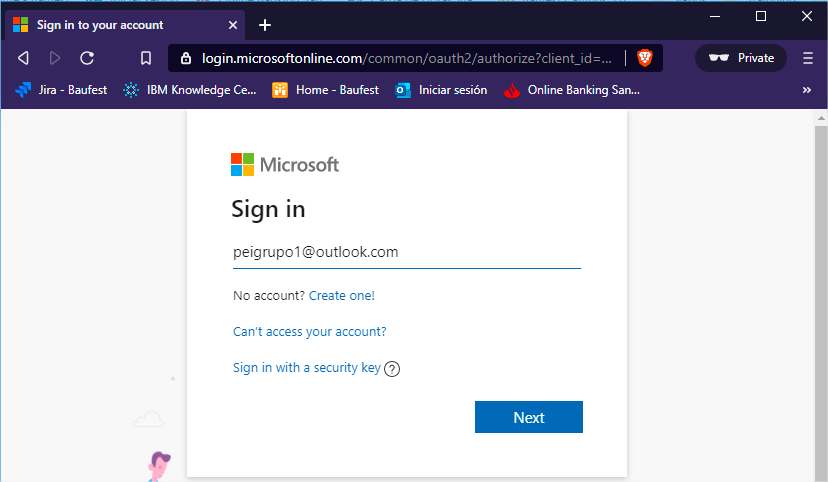 Sign in to your account
login.microsoftonline.com/common/oauth2/authorize?client_id=...
Private
Jira - Baufest
IBM Knowledge Ce...
Home - Baufest
Iniciar sesión
Online Banking San...
Microsoft
Sign in
peigrupo1@outlook.com
No account? Create one!
Can't access your account?
Sign in with a security key
Next